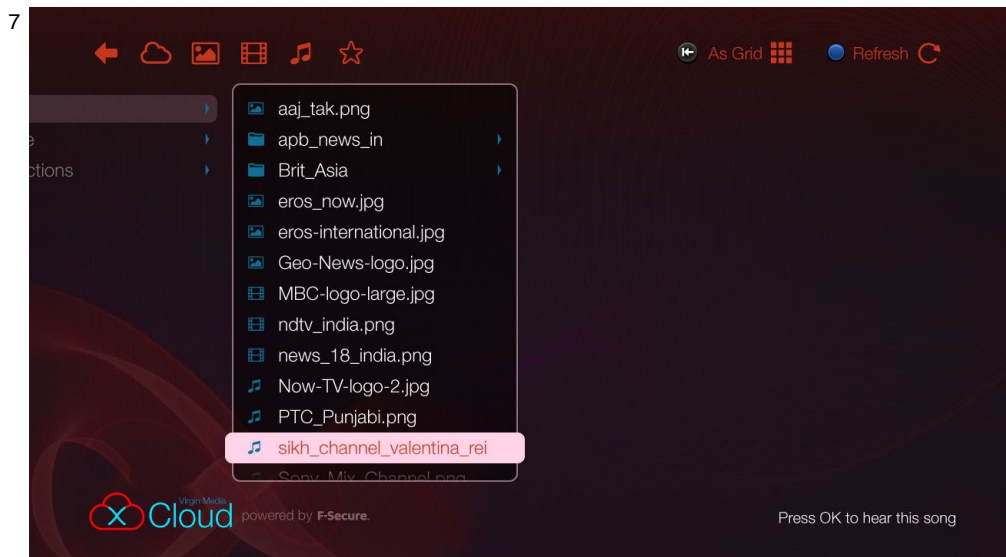 7
As Grid
Refresh
e
ctions
aaj_tak.png
apb_news_in
Brit_Asia
eros_now.jpg
eros-international.jpg
Geo-News-logo.jpg
MBC-logo-large.jpg
ndtv_india.png
news_18_india.png
Now-TV-logo-2.jpg
PTC_Punjabi.png
sikh_channel_valentina_rei
Sony_Mix_Channel.png
Virgin Media
X Cloud powered by F-Secure.
Press OK to hear this song